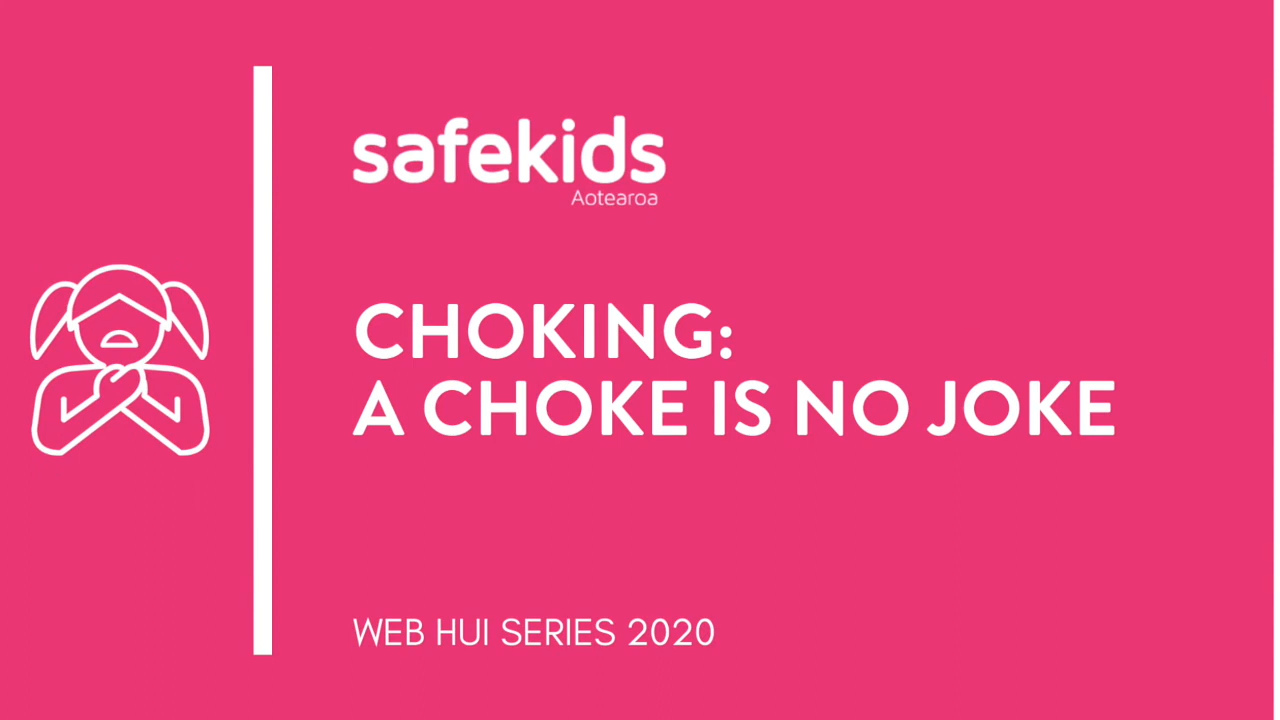 safekids
Aotearoa
CHOKING:
A CHOKE IS NO JOKE
WEB HUI SERIES 2020